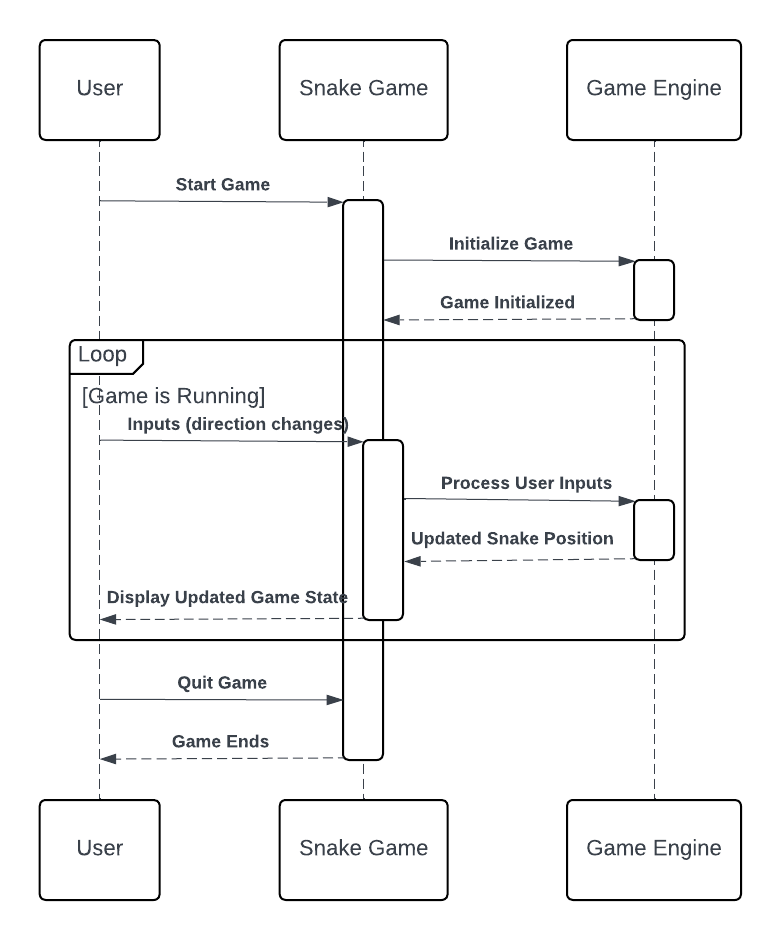 User
Snake Game
Game Engine
Start Game
Initialize Game
Game Initialized
Loop
[Game is Running]
Inputs (direction changes)
Process User Inputs
Updated Snake Position
Display Updated Game State
Quit Game
Game Ends
User
Snake Game
Game Engine